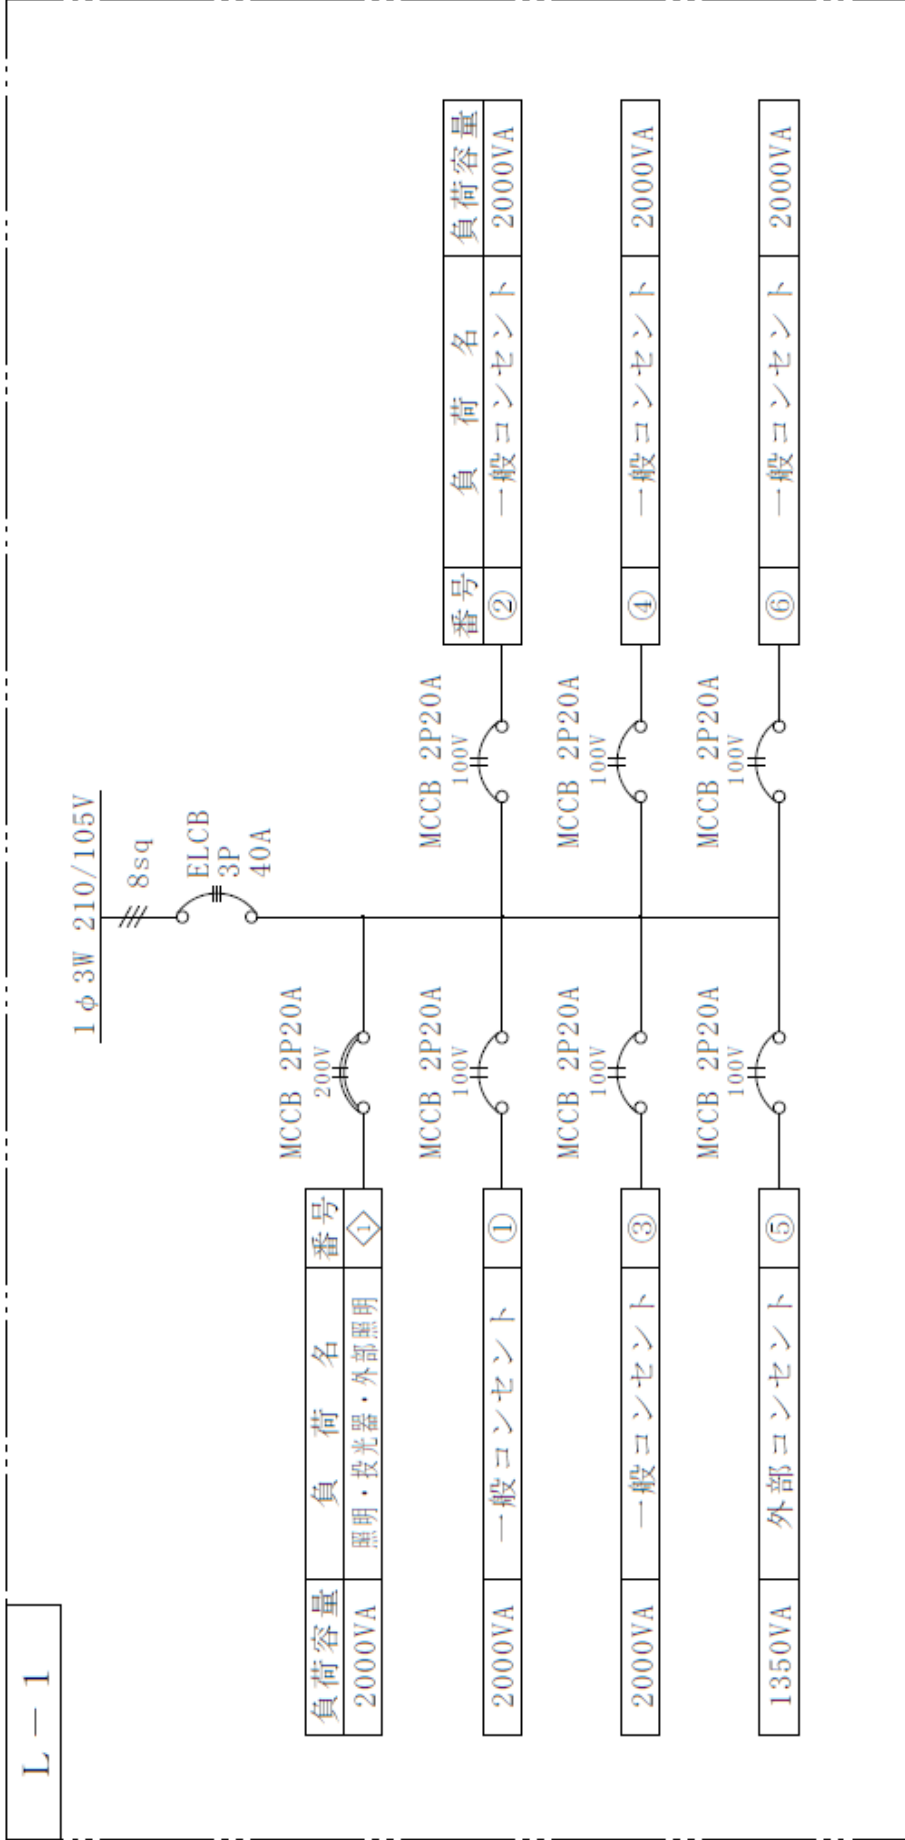 L－1
1φ3W 210/105V
8sq
ELCB
3P
40A
負荷容量 負荷名 番号
2000VA 照明・投光器・外部照明 1
MCCB 2P20A
200V
番号 負荷名 負荷容量
2000VA 一般コンセント ①
MCCB 2P20A
100V
MCCB 2P20A
100V
② 一般コンセント 2000VA
2000VA 一般コンセント ③
MCCB 2P20A
100V
MCCB 2P20A
100V
④ 一般コンセント 2000VA
1350VA 外部コンセント ⑤
MCCB 2P20A
100V
MCCB 2P20A
100V
⑥ 一般コンセント 2000VA